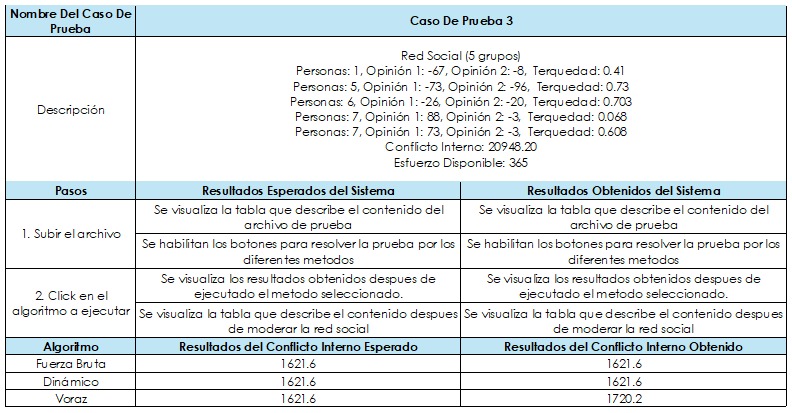 Nombre Del Caso De
Prueba
Caso De Prueba 3
Descripción
Red Social (5 grupos)
Personas: 1, Opinión 1: -67, Opinión 2: -8, Terquedad: 0.41
Personas: 5, Opinión 1: -73, Opinión 2: -96, Terquedad: 0.73
Personas: 6, Opinión 1: -26, Opinión 2: -20, Terquedad: 0.703
Personas: 7, Opinión 1: 88, Opinión 2: -3, Terquedad: 0.068
Personas: 7, Opinión 1: 73, Opinión 2: -3, Terquedad: 0.608
Conflicto Interno: 20948.20
Esfuerzo Disponible: 365
Pasos
Resultados Esperados del Sistema
Resultados Obtenidos del Sistema
1. Subir el archivo
Se visualiza la tabla que describe el contenido del
archivo de prueba
Se visualiza la tabla que describe el contenido del
archivo de prueba
Se habilitan los botones para resolver la prueba por los
diferentes metodos
Se habilitan los botones para resolver la prueba por los
diferentes metodos
2. Click en el
algoritmo a ejecutar
Se visualiza los resultados obtenidos despues de
ejecutado el metodo seleccionado.
Se visualiza los resultados obtenidos despues de
ejecutado el metodo seleccionado.
Se visualiza la tabla que describe el contenido despues
de moderar la red social
Se visualiza la tabla que describe el contenido despues
de moderar la red social
Algoritmo
Resultados del Conflicto Interno Esperado
Resultados del Conflicto Interno Obtenido
Fuerza Bruta
1621.6
1621.6
Dinámico
1621.6
1621.6
Voraz
1621.6
1720.2